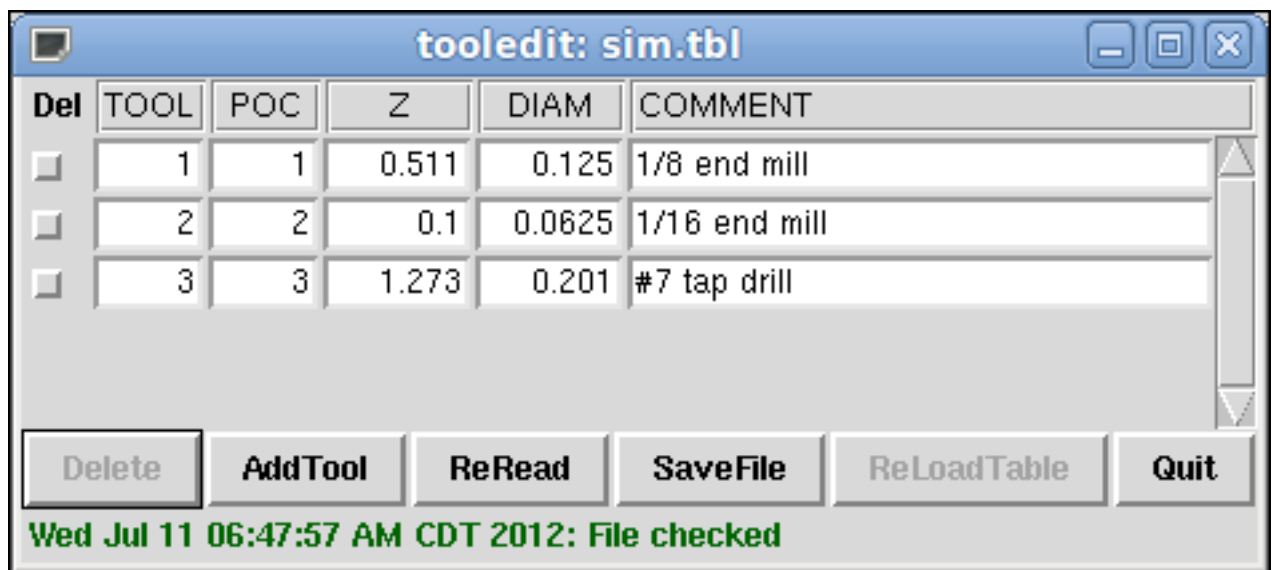 tooledit: sim.tbl
Del TOOL POC Z DIAM COMMENT
1 1 0.511 0.125 1/8 end mill
2 2 0.1 0.0625 1/16 end mill
3 3 1.273 0.201 #7 tap drill
Delete AddTool ReRead SaveFile ReLoadTable Quit
Wed Jul 11 06:47:57 AM CDT 2012: File checked